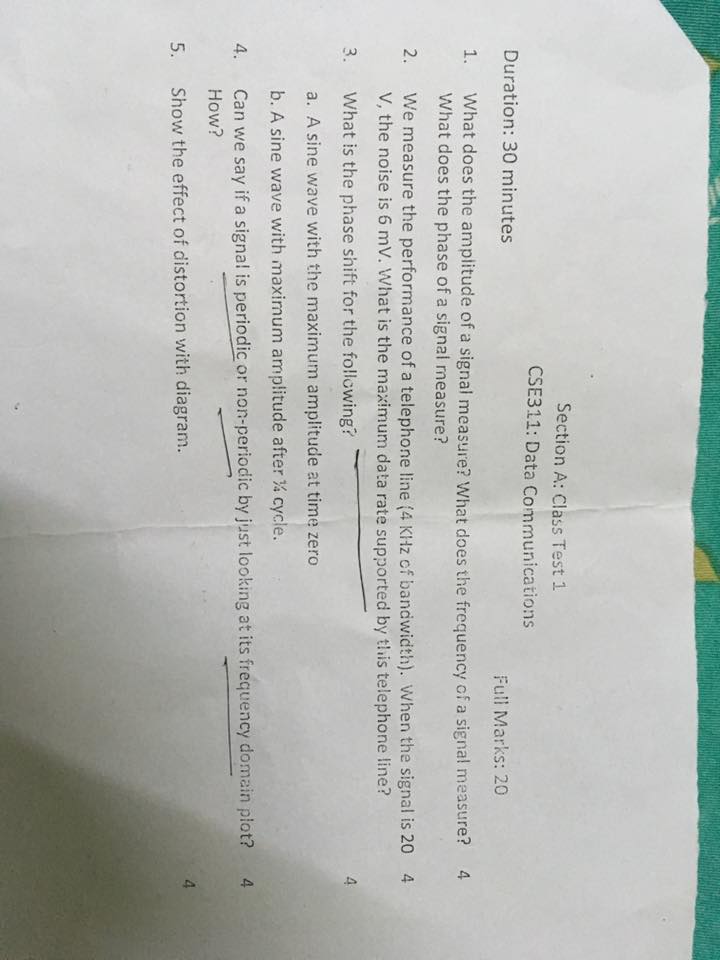 Section A: Class Test 1
CSE311: Data Communications
Duration: 30 minutes Full Marks: 20
1. What does the amplitude of a signal measure? What does the frequency of a signal measure? 4
What does the phase of a signal measure?
2. We measure the performance of a telephone line (4 KHz of bandwidth). When the signal is 20 4
V, the noise is 6 mV. What is the maximum data rate supported by this telephone line?
3. What is the phase shift for the following? 4
a. A sine wave with the maximum amplitude at time zero
b. A sine wave with maximum amplitude after ¼ cycle.
4. Can we say if a signal is periodic or non-periodic by just looking at its frequency domain plot? 4
How?
5. Show the effect of distortion with diagram. 4